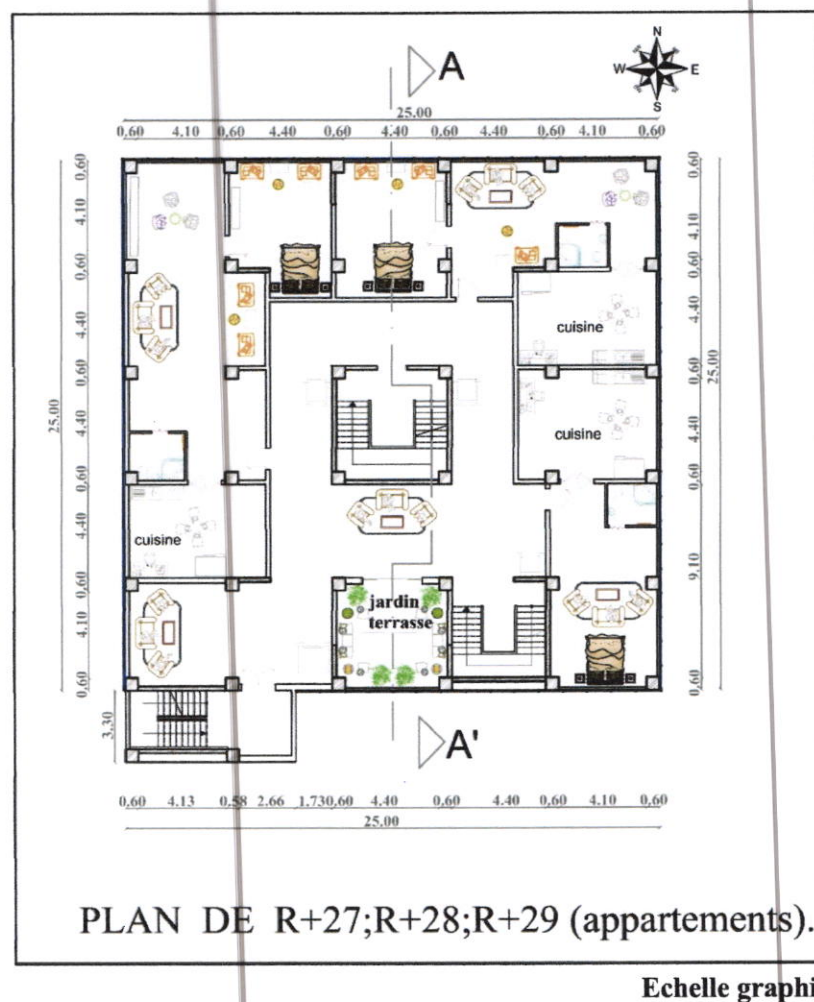 N
W E
S
A
25.00
0,60 4.10 0,60 4.40 0,60 4.40 0,60 4.40 0,60 4.10 0,60
0,60
4.10
0,60
4.40
0,60
4.40
0,60
4.40
0,60
4.10
0,60
25.00
3,30
0,60
4.10
0,60
4.40
0,60
4.40
0,60
9.10
0,60
25.00
cuisine
cuisine
cuisine
jardin
terrasse
A'
0,60 4.13 0.58 2.66 1.73 0,60 4.40 0,60 4.40 0,60 4.10 0,60
25.00
PLAN DE R+27;R+28;R+29 (appartements).
Echelle graphi